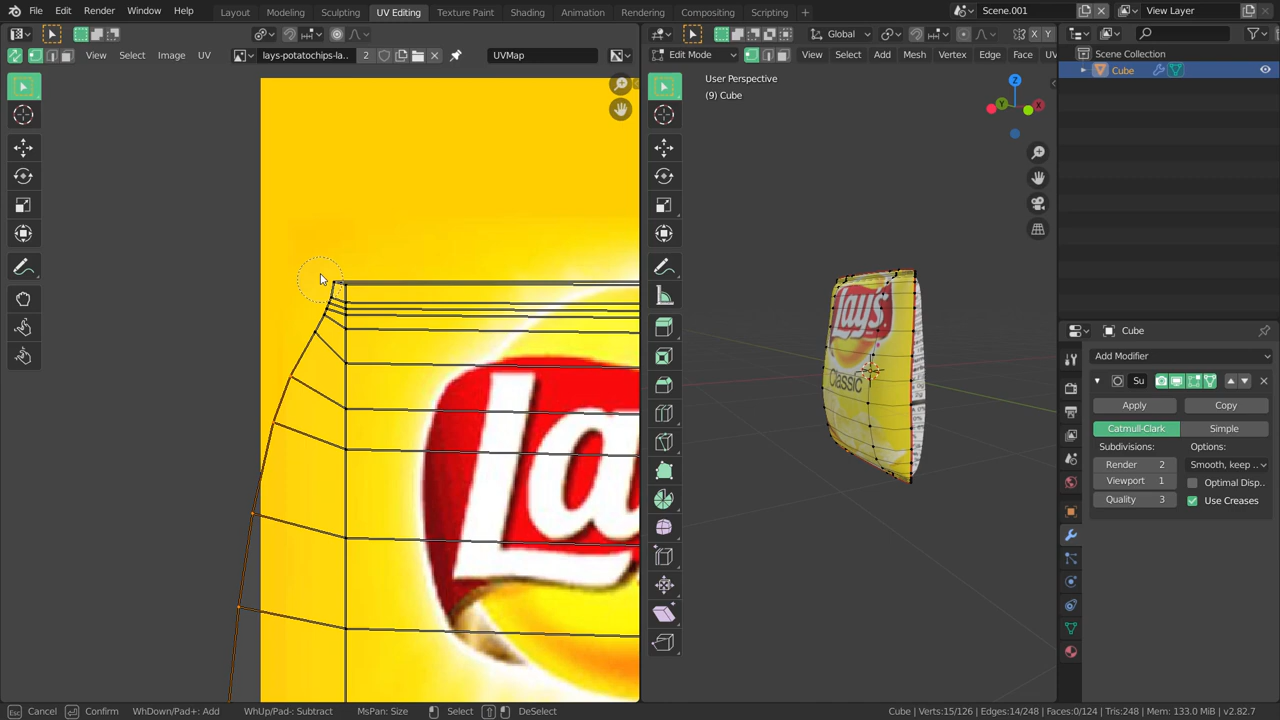 File Edit Render Window Help Layout Modeling Sculpting UV Editing Texture Paint Shading Animation Rendering Compositing Scripting + Scene.001 View Layer
View Select Image UV lays-potatochips-la.. 2 UVMap
Global
Edit Mode View Select Add Mesh Vertex Edge Face UV
X Y
Scene Collection
Cube
User Perspective
(9) Cube
Z
Y
X
Lay's
Classic
La
Cube
Add Modifier
Su
Apply Copy
Catmull-Clark Simple
Subdivisions: Options:
Render 2 Smooth, keep ..
Viewport 1 Optimal Disp..
Quality 3 Use Creases
Esc Cancel Confirm WhDown/Pad+: Add WhUp/Pad-: Subtract MsPan: Size Select DeSelect Cube | Verts:15/126 | Edges:14/248 | Faces:0/124 | Tris:248 | Mem: 133.0 MiB | v2.82.7